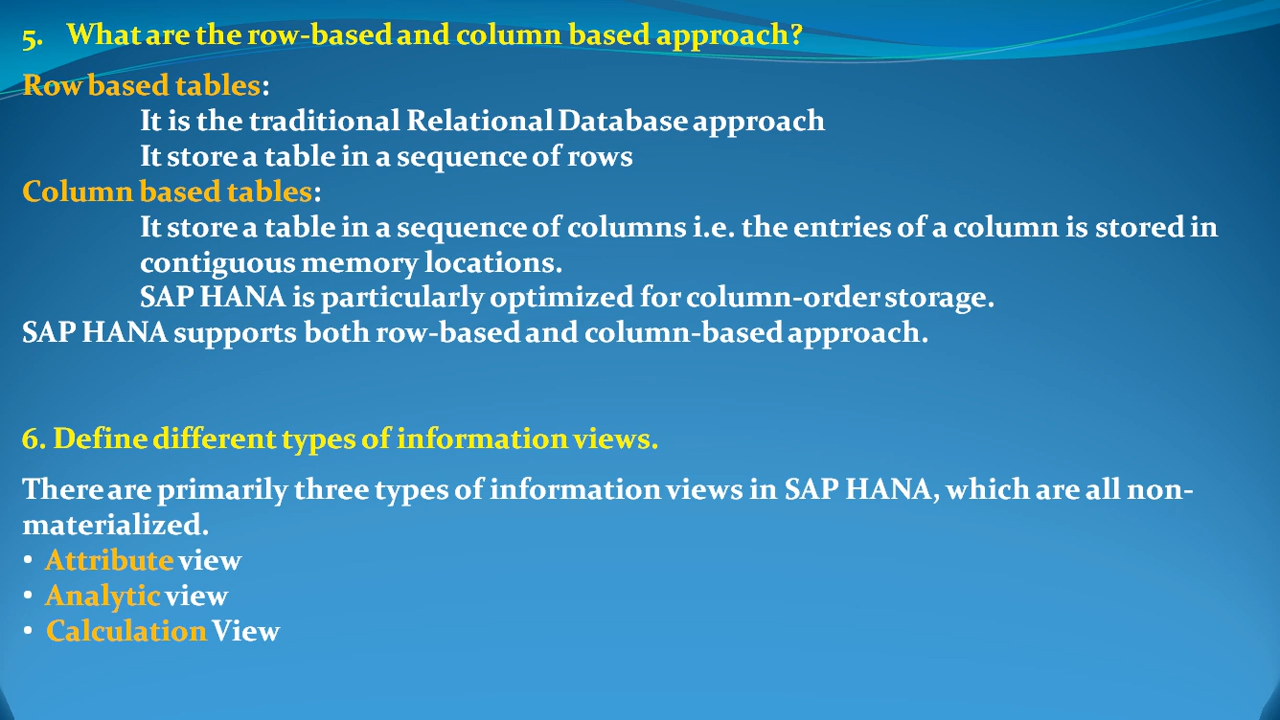 5. What are the row-based and column based approach?
Row based tables:
It is the traditional Relational Database approach
It store a table in a sequence of rows
Column based tables:
It store a table in a sequence of columns i.e. the entries of a column is stored in
contiguous memory locations.
SAP HANA is particularly optimized for column-order storage.
SAP HANA supports both row-based and column-based approach.
6. Define different types of information views.
There are primarily three types of information views in SAP HANA, which are all non-
materialized.
• Attribute view
• Analytic view
• Calculation View